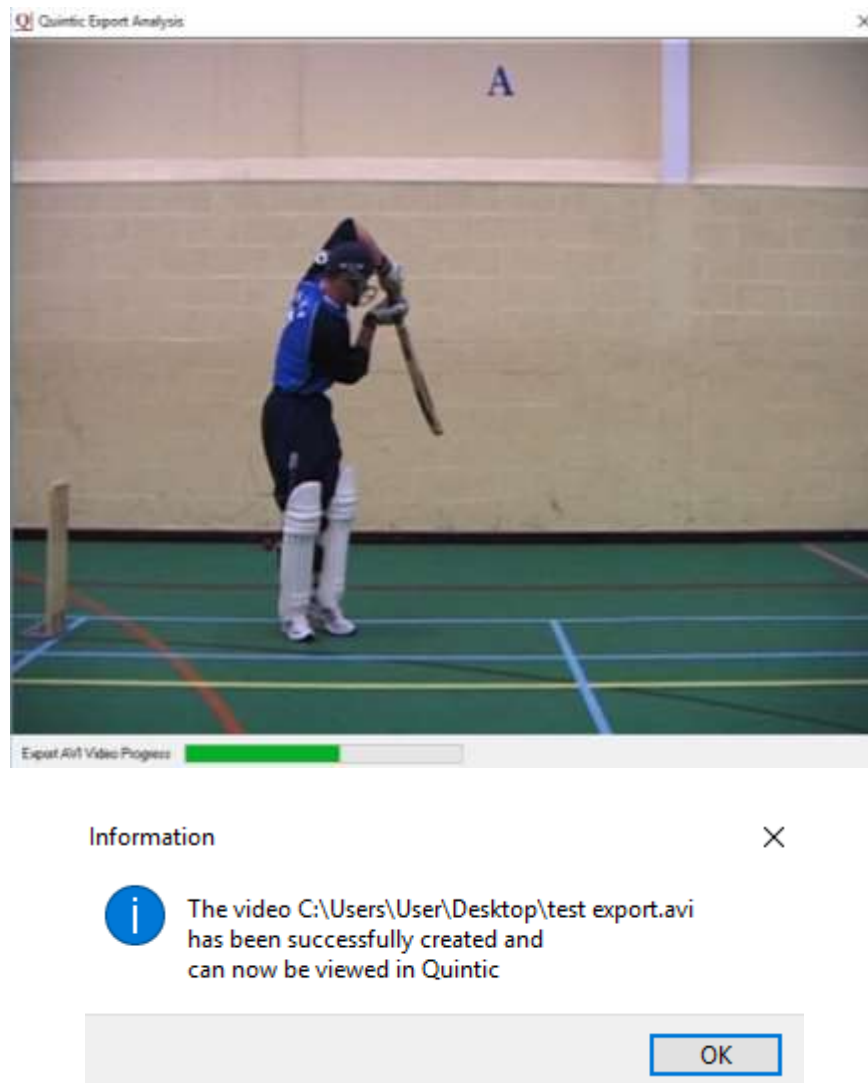 Quintic Export Analysis
A
Export AVI Video Progress
Information
The video C:\Users\User\Desktop\test export.avi
has been successfully created and
can now be viewed in Quintic
OK